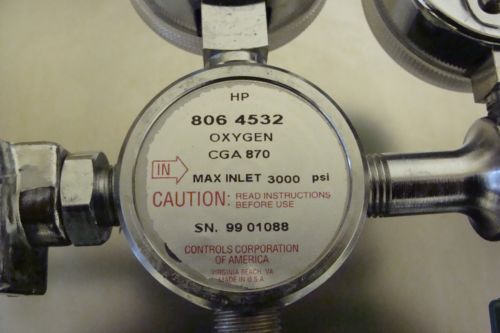 HP
806 4532
OXYGEN
CGA 870
IN MAX INLET 3000 psi
CAUTION: READ INSTRUCTIONS
BEFORE USE
SN. 99 01088
CONTROLS CORPORATION
OF AMERICA
VIRGINIA BEACH, VA
MADE IN U.S.A.